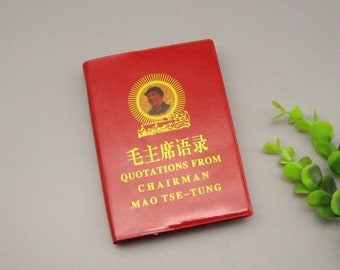 毛主席语录
QUOTATIONS FROM
CHAIRMAN
MAO TSE-TUNG